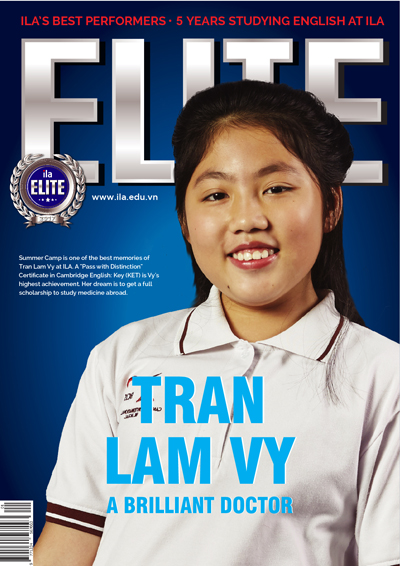 ILA'S BEST PERFORMERS · 5 YEARS STUDYING ENGLISH AT ILA
ELITE
ila
ELITE
www.ila.edu.vn
Summer Camp is one of the best memories of
Tran Lam Vy at ILA. A "Pass with Distinction"
Certificate in Cambridge English: Key (KET) is Vy's
highest achievement. Her dream is to get a full
scholarship to study medicine abroad.
TRAN
LAM VY
A BRILLIANT DOCTOR